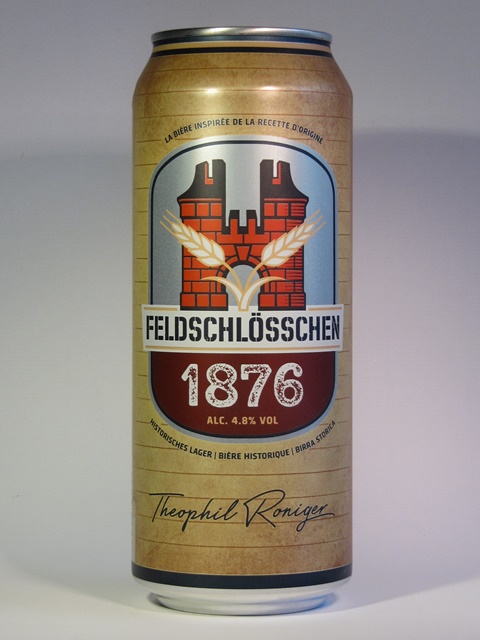 LA BIÈRE INSPIRÉE DE LA RECETTE D'ORIGINE
FELDSCHLÖSSCHEN
1876
ALC. 4.8% VOL
HISTORISCHES LAGER | BIÈRE HISTORIQUE | BIRRA STORICA
Theophil Roniger